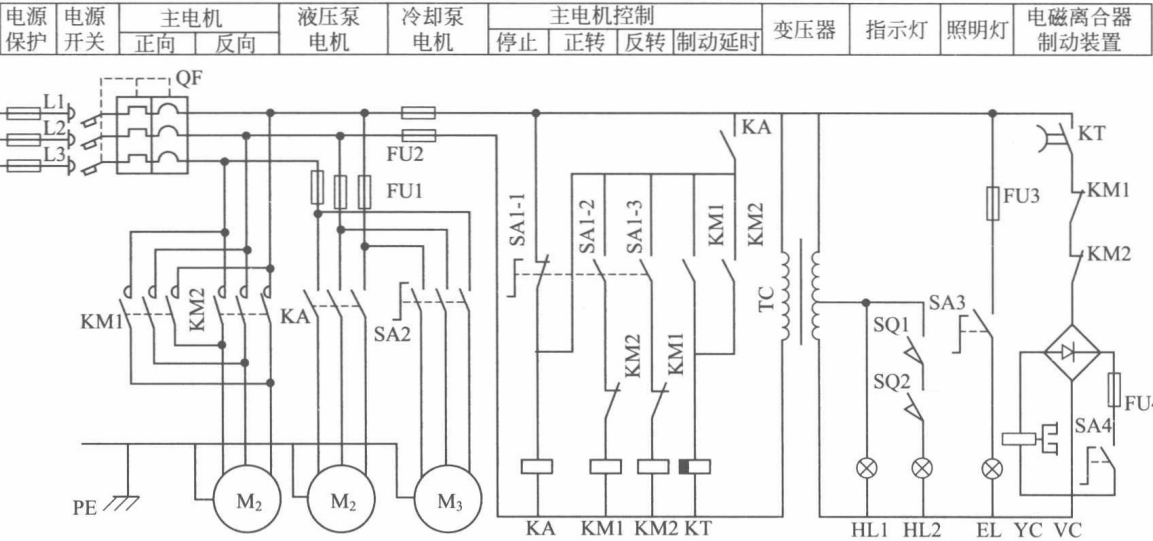 电源保护
电源开关
主电机
正向
反向
液压泵电机
冷却泵电机
主电机控制
停止
正转
反转
制动延时
变压器
指示灯
照明灯
电磁离合器制动装置
QF
L1
L2
L3
FU2
FU1
KA
KT
KM1
KM2
FU3
SA1-1
SA1-2
SA1-3
KM1
KM2
TC
KM1
KM2
KA
SA2
SA3
SQ1
SQ2
KM2
KM1
FU4
SA4
PE
M2
M2
M3
KA
KM1
KM2
KT
HL1
HL2
EL
YC
VC